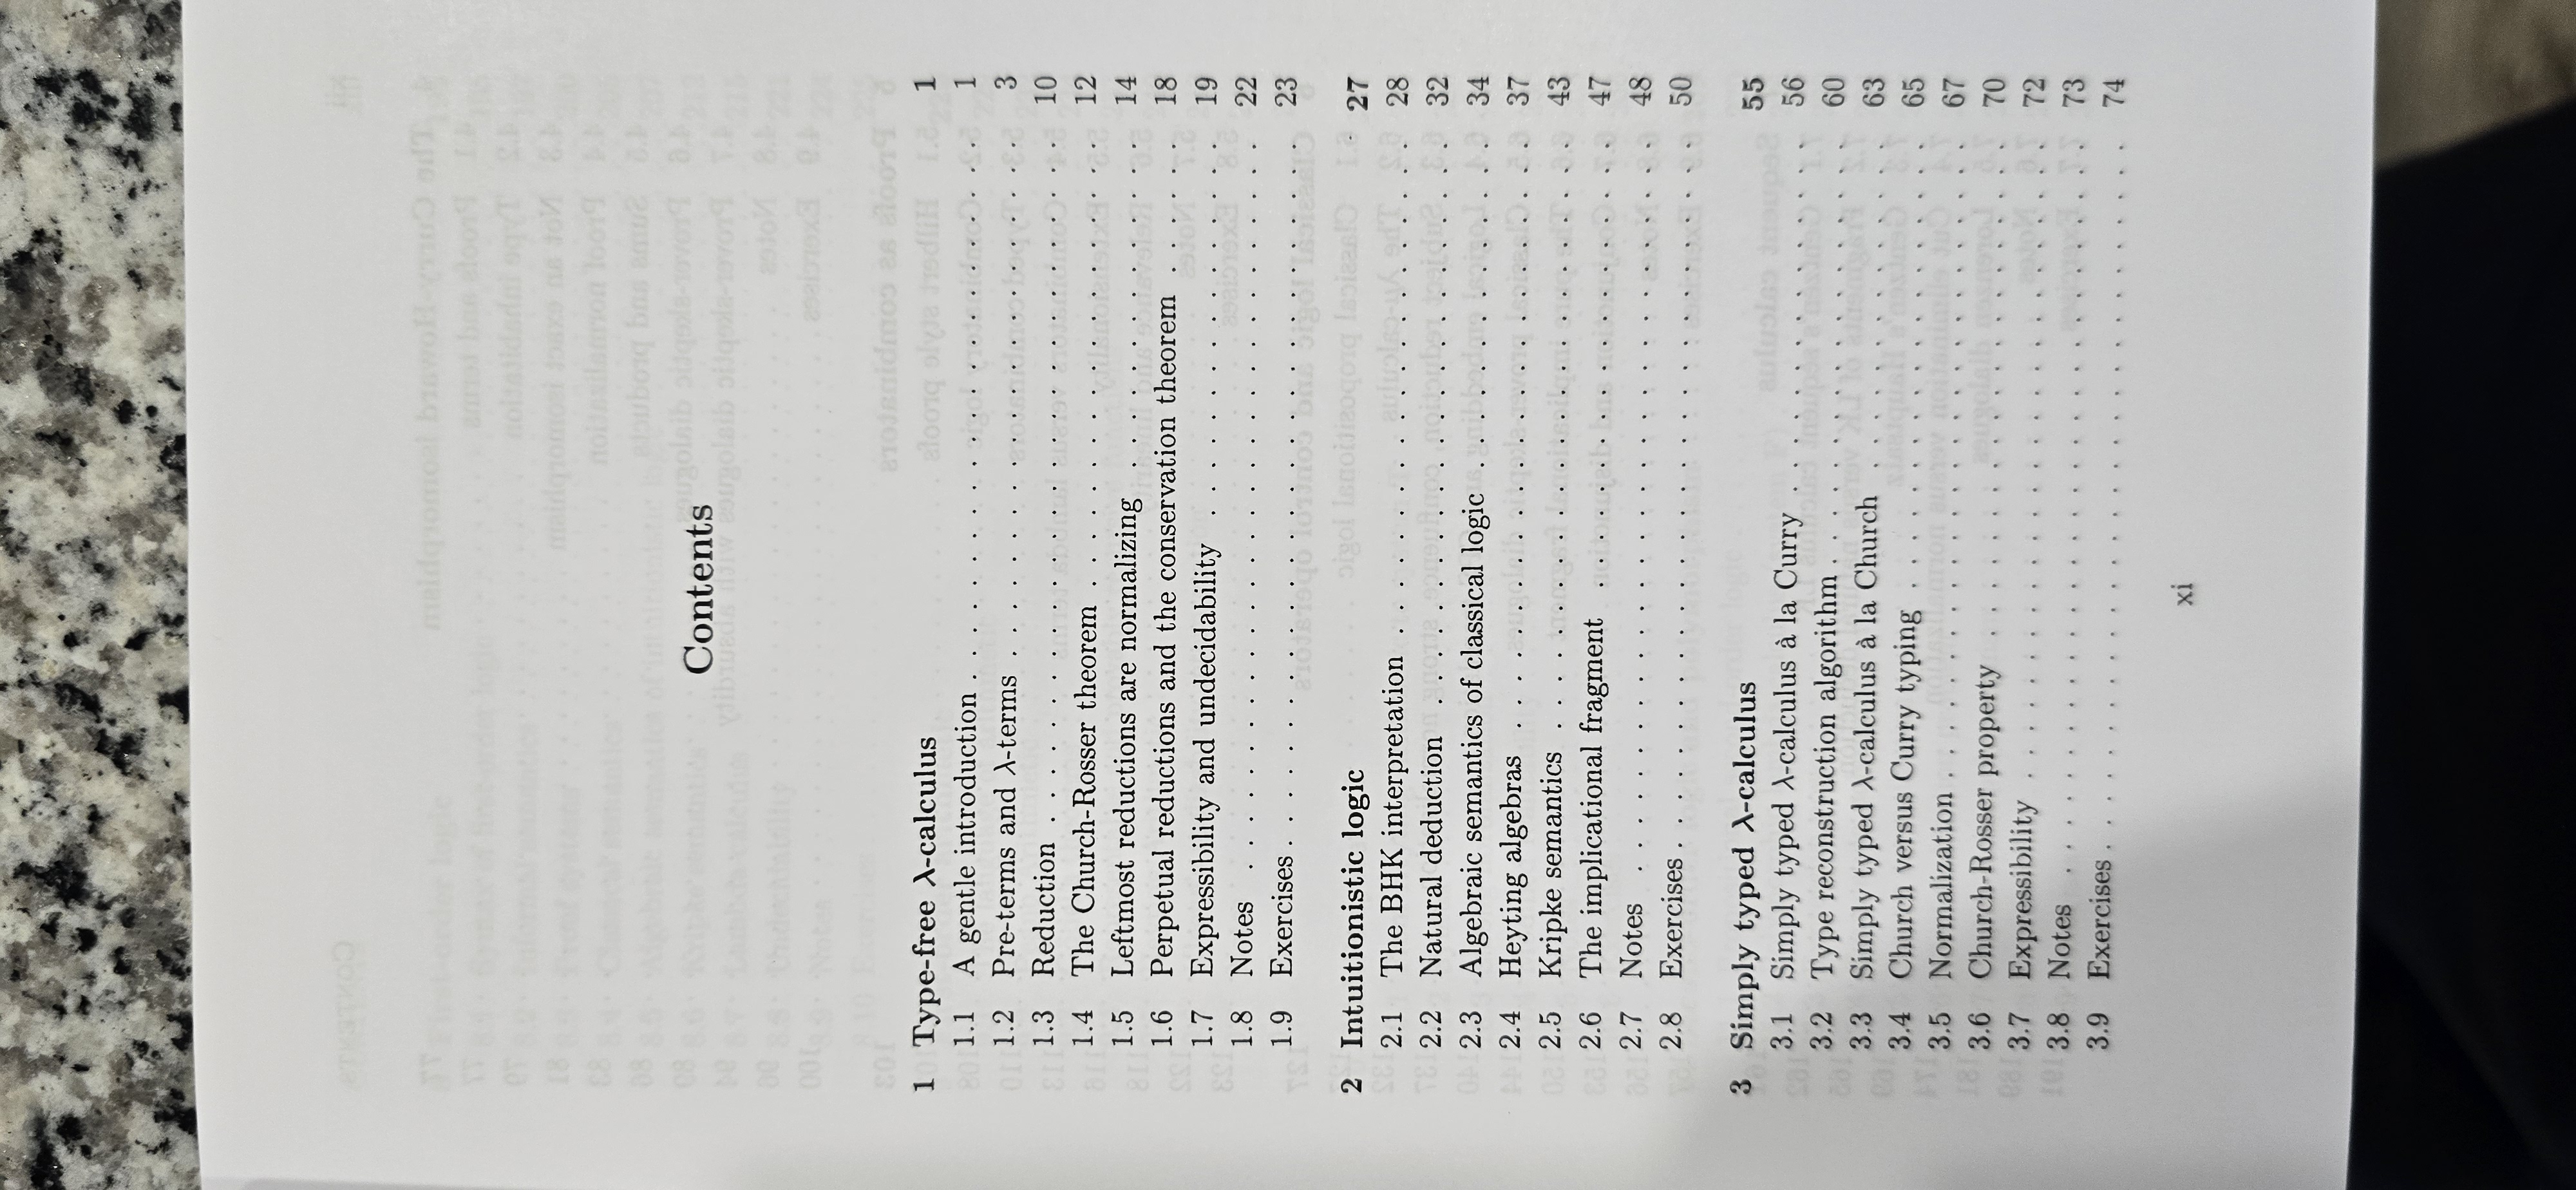 Contents
1 Type-free λ-calculus 1
1.1 A gentle introduction . . . . . . . . . . . . . . . . . . . . . . . 1
1.2 Pre-terms and λ-terms . . . . . . . . . . . . . . . . . . . . . . 3
1.3 Reduction . . . . . . . . . . . . . . . . . . . . . . . . . . . . . 10
1.4 The Church-Rosser theorem . . . . . . . . . . . . . . . . . . . . 12
1.5 Leftmost reductions are normalizing . . . . . . . . . . . . . . 14
1.6 Perpetual reductions and the conservation theorem . . . . . . 18
1.7 Expressibility and undecidability . . . . . . . . . . . . . . . . 19
1.8 Notes . . . . . . . . . . . . . . . . . . . . . . . . . . . . . . . 22
1.9 Exercises . . . . . . . . . . . . . . . . . . . . . . . . . . . . . . 23
2 Intuitionistic logic 27
2.1 The BHK interpretation . . . . . . . . . . . . . . . . . . . . . 28
2.2 Natural deduction . . . . . . . . . . . . . . . . . . . . . . . . 32
2.3 Algebraic semantics of classical logic . . . . . . . . . . . . . . 34
2.4 Heyting algebras . . . . . . . . . . . . . . . . . . . . . . . . . 37
2.5 Kripke semantics . . . . . . . . . . . . . . . . . . . . . . . . . 43
2.6 The implicational fragment . . . . . . . . . . . . . . . . . . . 47
2.7 Notes . . . . . . . . . . . . . . . . . . . . . . . . . . . . . . . 48
2.8 Exercises . . . . . . . . . . . . . . . . . . . . . . . . . . . . . . 50
3 Simply typed λ-calculus 55
3.1 Simply typed λ-calculus à la Curry . . . . . . . . . . . . . . . 56
3.2 Type reconstruction algorithm . . . . . . . . . . . . . . . . . . 60
3.3 Simply typed λ-calculus à la Church . . . . . . . . . . . . . . 63
3.4 Church versus Curry typing . . . . . . . . . . . . . . . . . . . 65
3.5 Normalization . . . . . . . . . . . . . . . . . . . . . . . . . . . 67
3.6 Church-Rosser property . . . . . . . . . . . . . . . . . . . . . 70
3.7 Expressibility . . . . . . . . . . . . . . . . . . . . . . . . . . . 72
3.8 Notes . . . . . . . . . . . . . . . . . . . . . . . . . . . . . . . 73
3.9 Exercises . . . . . . . . . . . . . . . . . . . . . . . . . . . . . . 74
xi